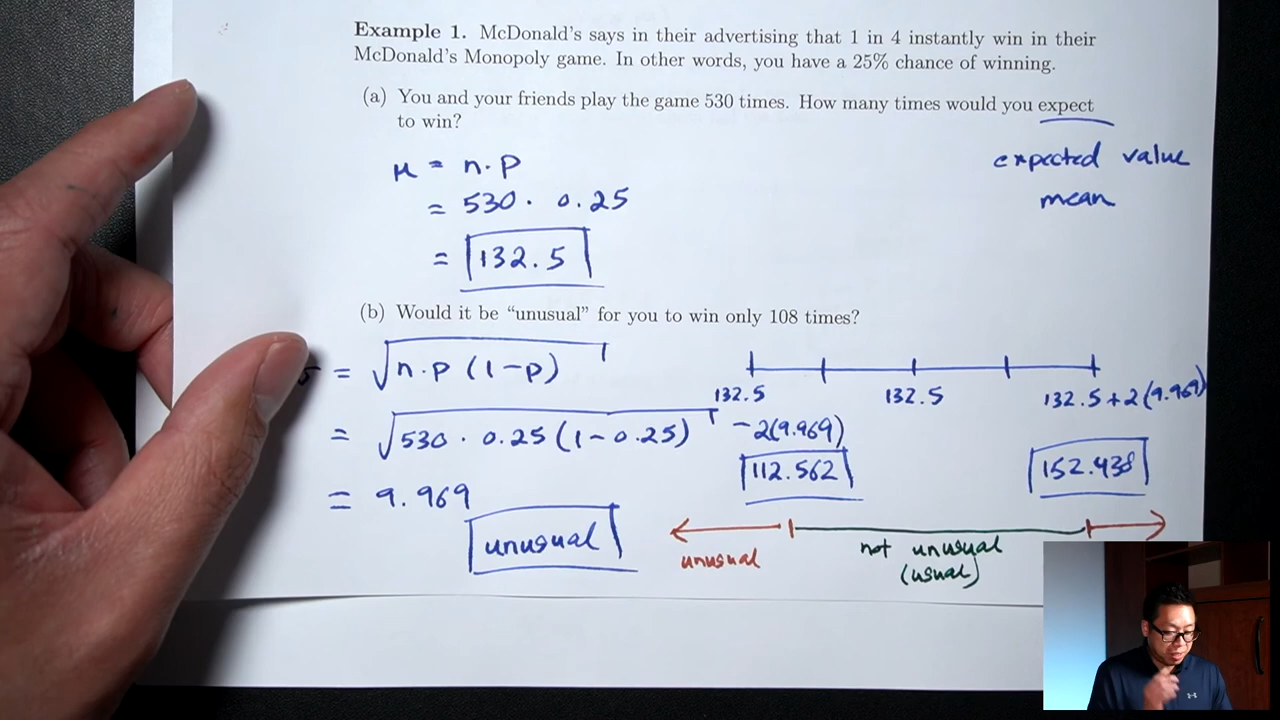 Example 1. McDonald's says in their advertising that 1 in 4 instantly win in their
McDonald's Monopoly game. In other words, you have a 25% chance of winning.
(a) You and your friends play the game 530 times. How many times would you expect
to win?
μ = n·p
= 530 · 0.25
= 132.5
expected value
mean
(b) Would it be "unusual" for you to win only 108 times?
σ = √n·p (1-p)
= √530 · 0.25 (1-0.25)
= 9.969
unusual
132.5
-2(9.969)
112.562
132.5
132.5+2(9.969)
152.438
unusual
not unusual
(usual)